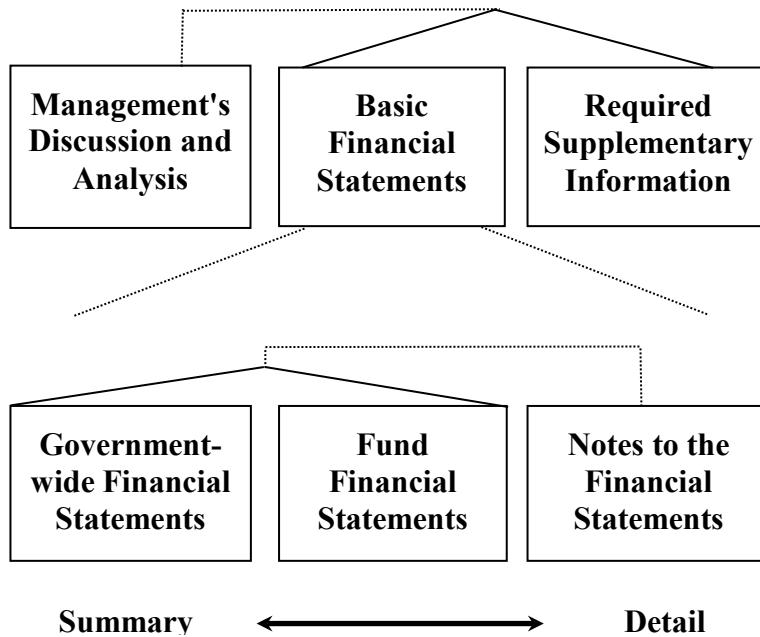 Management's
Discussion and
Analysis
Basic
Financial
Statements
Required
Supplementary
Information
Government-
wide Financial
Statements
Fund
Financial
Statements
Notes to the
Financial
Statements
Summary
Detail